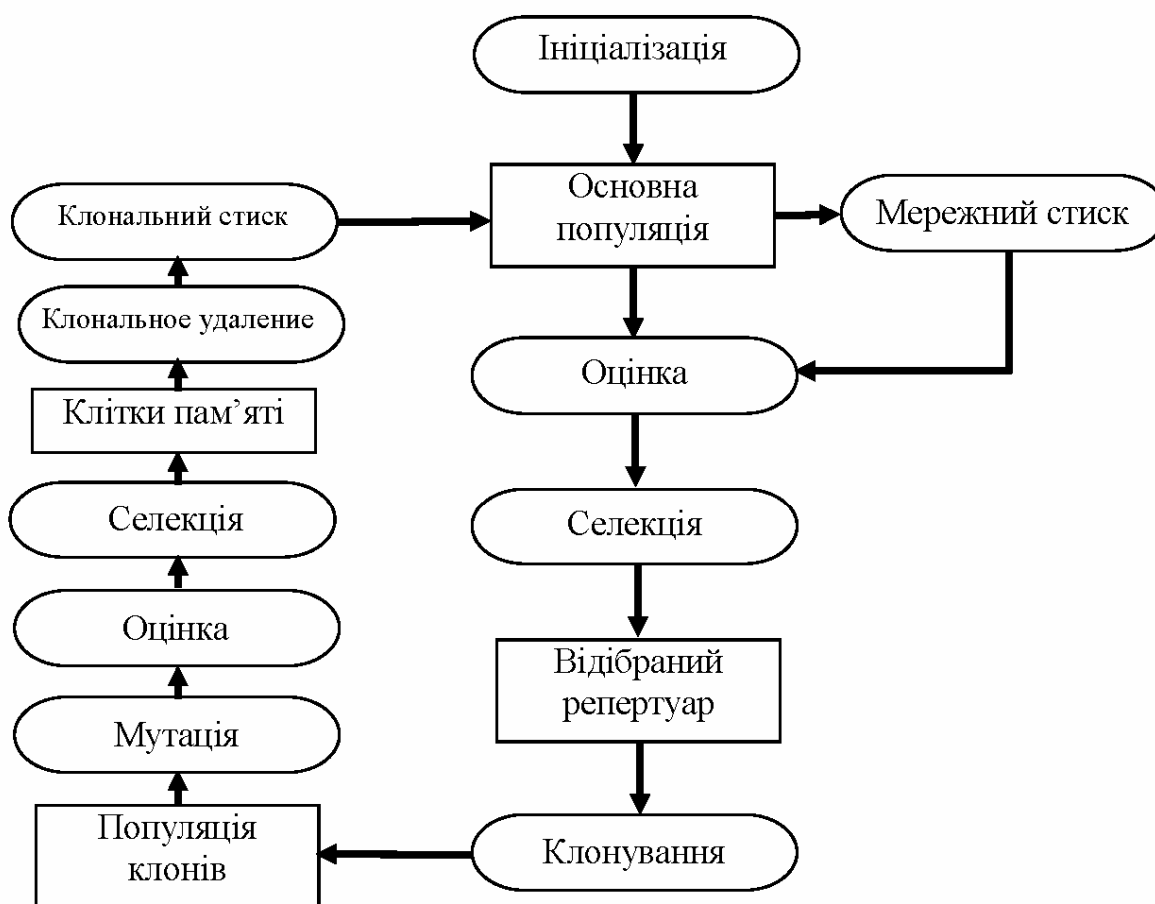 Ініціалізація
Основна
популяція
Мережний стиск
Клональний стиск
Клональное удаление
Оцінка
Клітки пам’яті
Селекція
Селекція
Оцінка
Відібраний
репертуар
Мутація
Популяція
клонів
Клонування